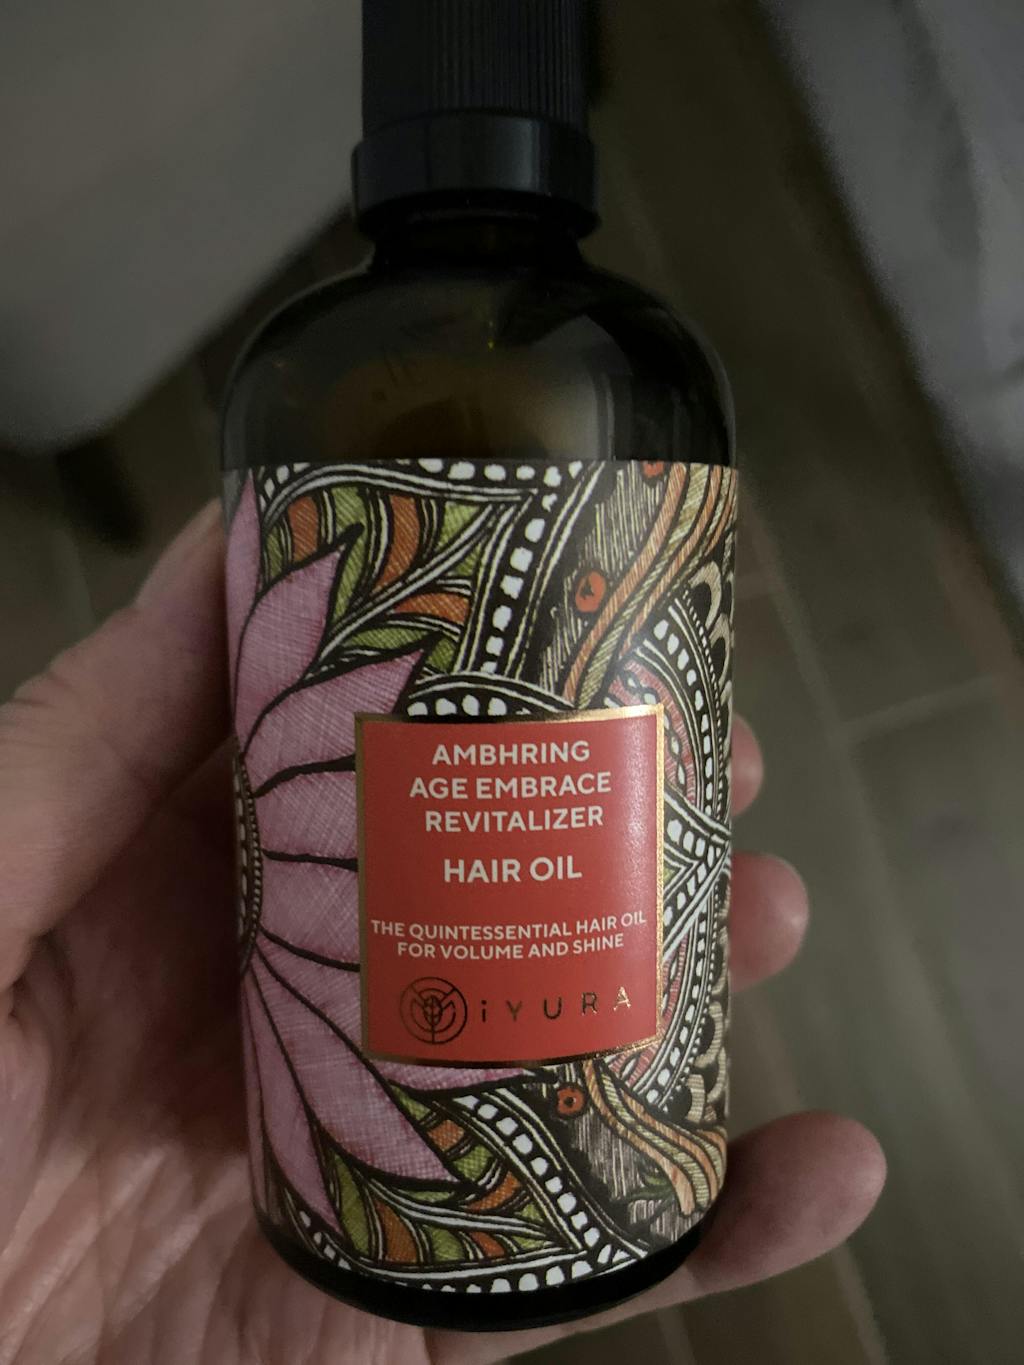 AMBHRING
AGE EMBRACE
REVITALIZER
HAIR OIL
THE QUINTESSENTIAL HAIR OIL
FOR VOLUME AND SHINE
iYURA